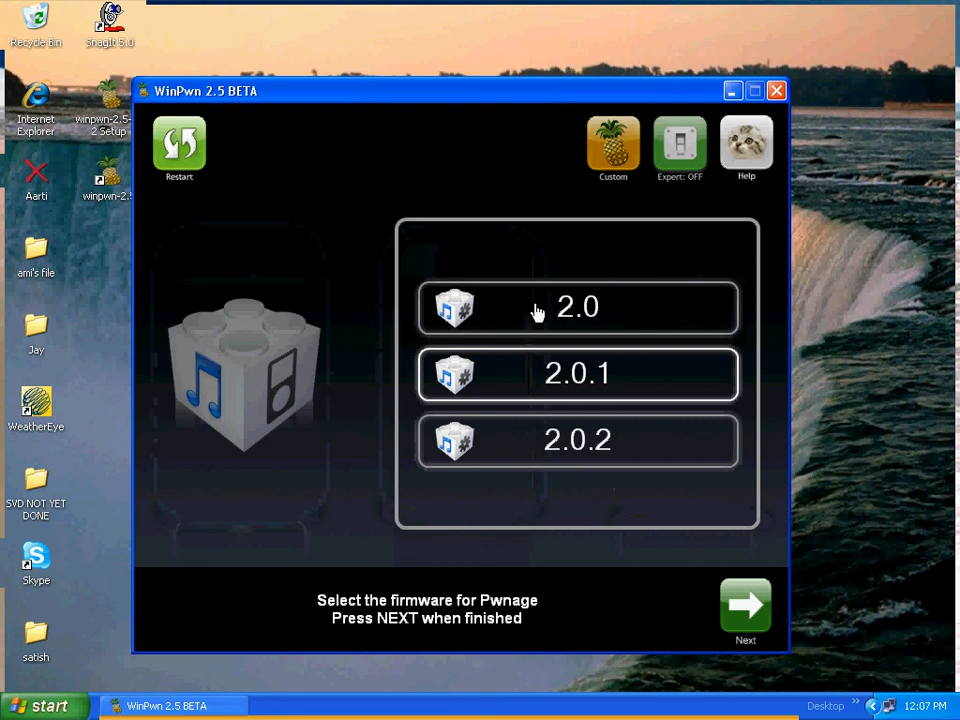 Recycle Bin
SnagIt 5.0
Internet
Explorer
winpwn-2.5-
2 Setup
Aarti
winpwn-2.
ami's file
Jay
WeatherEye
SVD NOT YET
DONE
Skype
satish
WinPwn 2.5 BETA
Restart
Custom
Expert: OFF
Help
2.0
2.0.1
2.0.2
Select the firmware for Pwnage
Press NEXT when finished
Next
start
WinPwn 2.5 BETA
Desktop
12:07 PM